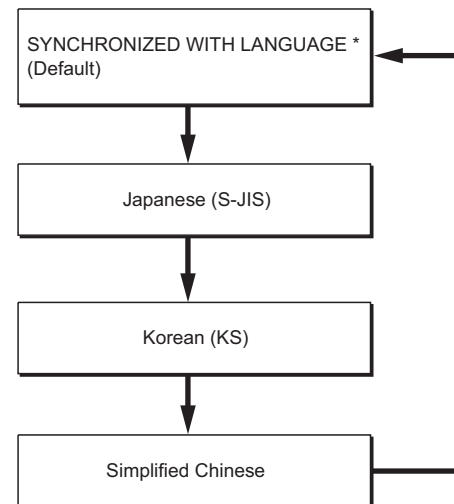 SYNCHRONIZED WITH LANGUAGE *
(Default)
Japanese (S-JIS)
Korean (KS)
Simplified Chinese